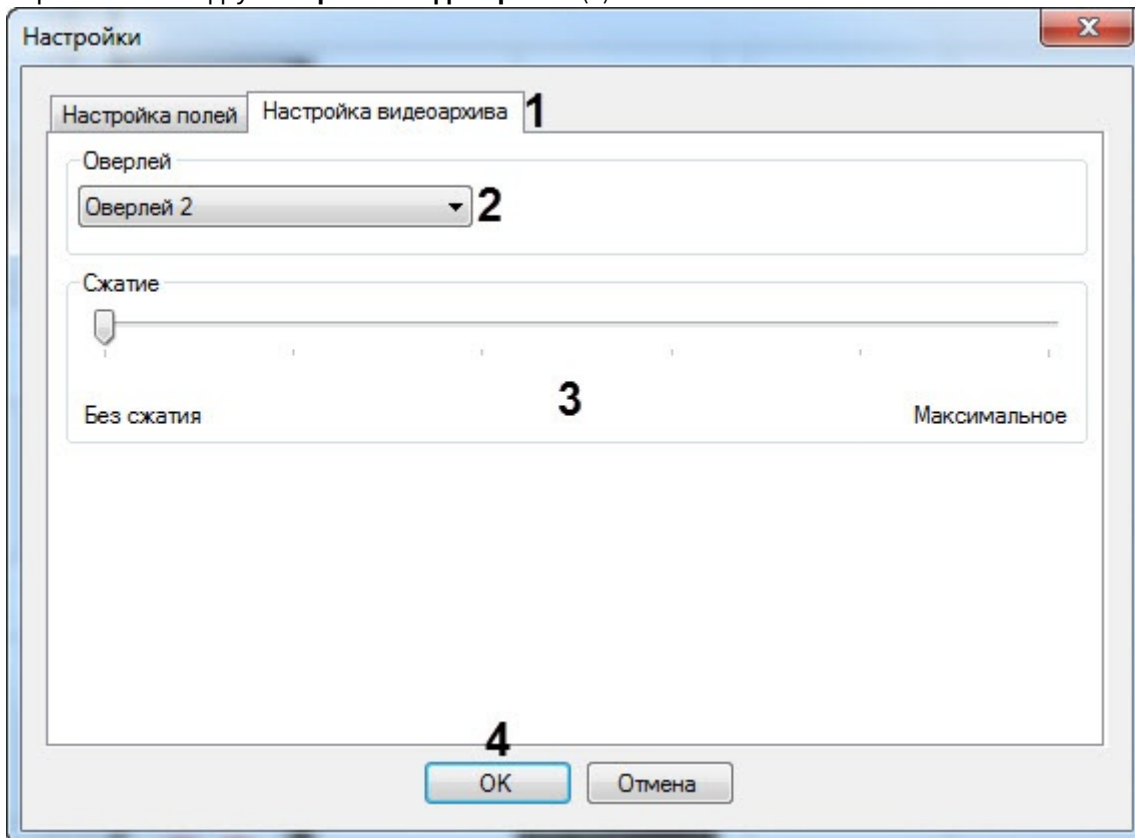 Настройки
Настройка полей Настройка видеоархива 1
Оверлей
Оверлей 2 2
Сжатие
3
Без сжатия Максимальное
4
OK Отмена